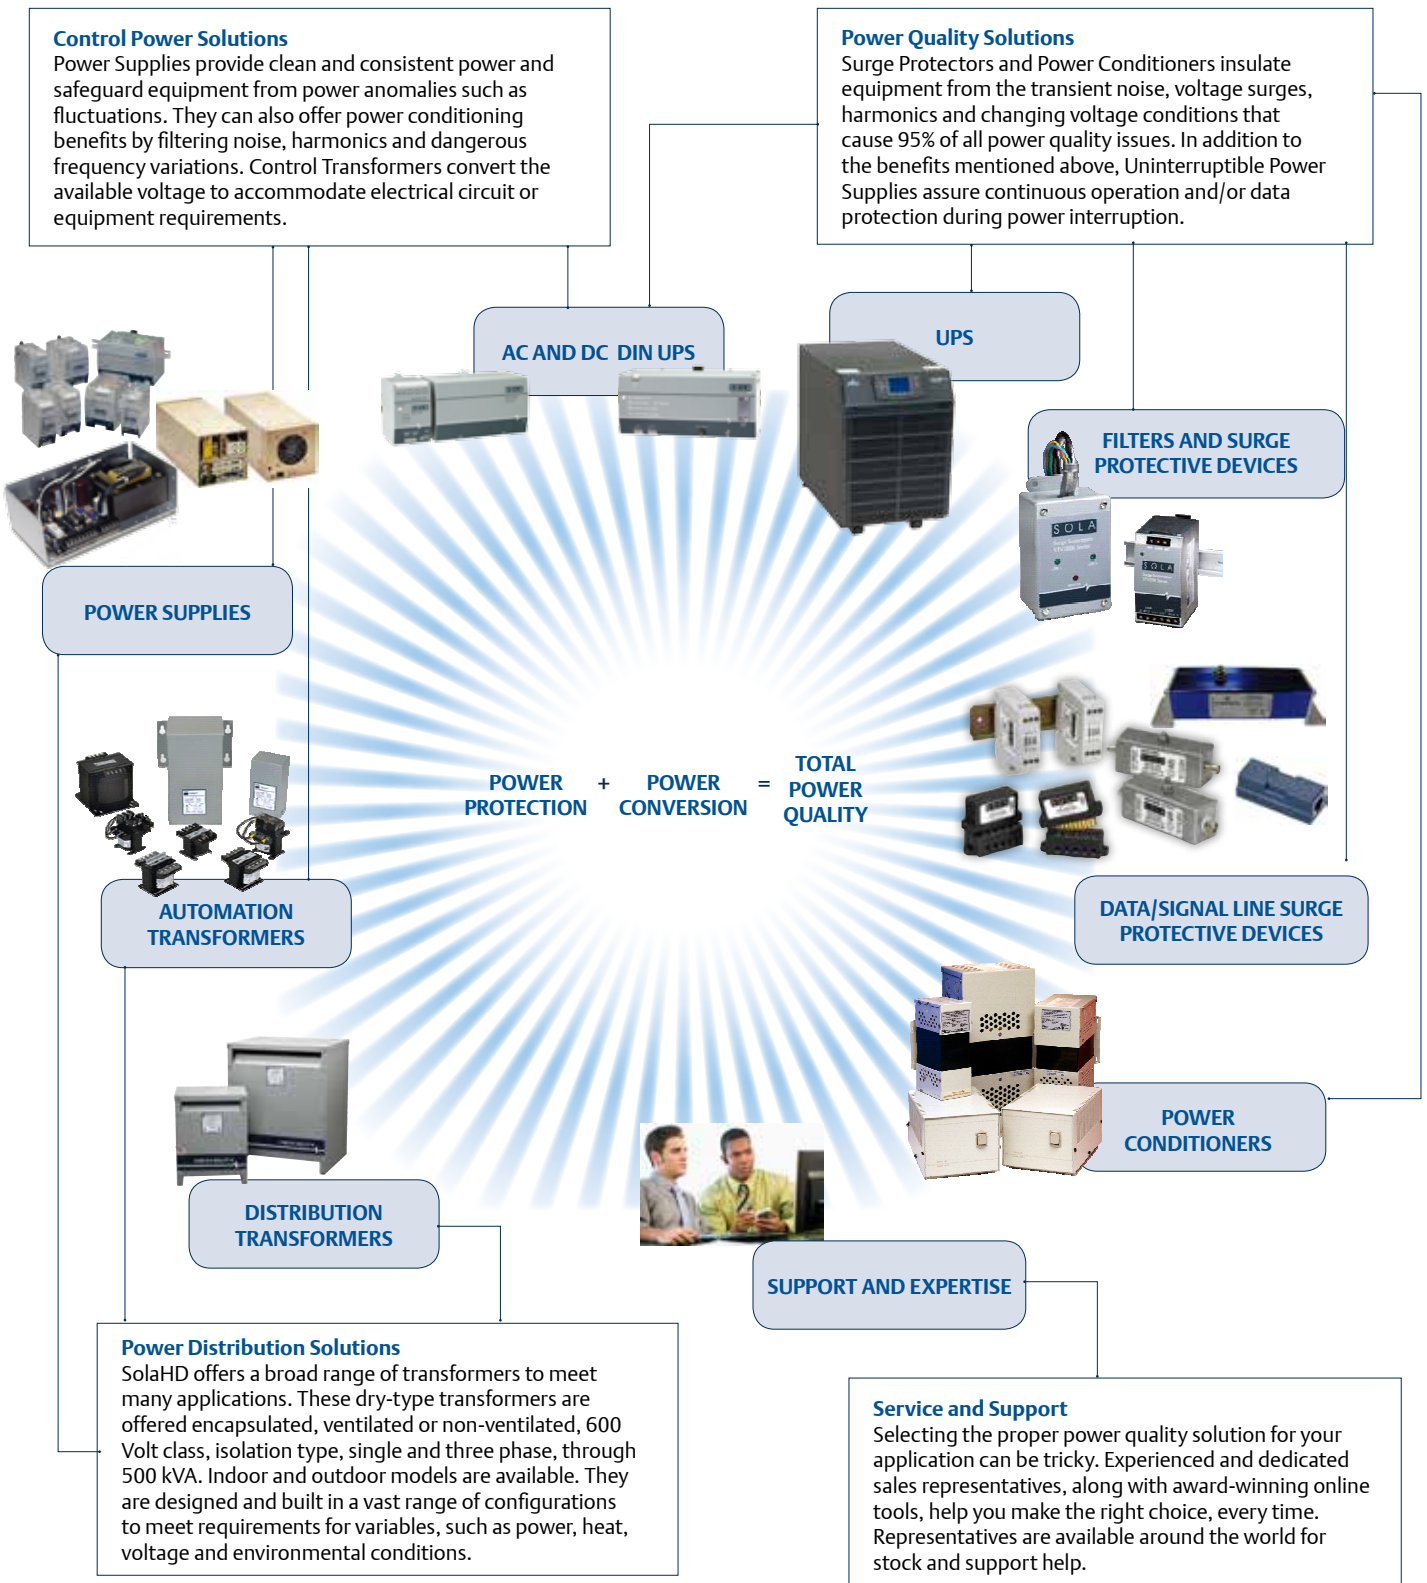 Control Power Solutions
Power Supplies provide clean and consistent power and
safeguard equipment from power anomalies such as
fluctuations. They can also offer power conditioning
benefits by filtering noise, harmonics and dangerous
frequency variations. Control Transformers convert the
available voltage to accommodate electrical circuit or
equipment requirements.
Power Quality Solutions
Surge Protectors and Power Conditioners insulate
equipment from the transient noise, voltage surges,
harmonics and changing voltage conditions that
cause 95% of all power quality issues. In addition to
the benefits mentioned above, Uninterruptible Power
Supplies assure continuous operation and/or data
protection during power interruption.
AC AND DC DIN UPS
UPS
FILTERS AND SURGE
PROTECTIVE DEVICES
SOLA
SOLA
POWER SUPPLIES
POWER
PROTECTION
+
POWER
CONVERSION
=
TOTAL
POWER
QUALITY
AUTOMATION
TRANSFORMERS
DATA/SIGNAL LINE SURGE
PROTECTIVE DEVICES
POWER
CONDITIONERS
DISTRIBUTION
TRANSFORMERS
SUPPORT AND EXPERTISE
Power Distribution Solutions
SolaHD offers a broad range of transformers to meet
many applications. These dry-type transformers are
offered encapsulated, ventilated or non-ventilated, 600
Volt class, isolation type, single and three phase, through
500 kVA. Indoor and outdoor models are available. They
are designed and built in a vast range of configurations
to meet requirements for variables, such as power, heat,
voltage and environmental conditions.
Service and Support
Selecting the proper power quality solution for your
application can be tricky. Experienced and dedicated
sales representatives, along with award-winning online
tools, help you make the right choice, every time.
Representatives are available around the world for
stock and support help.